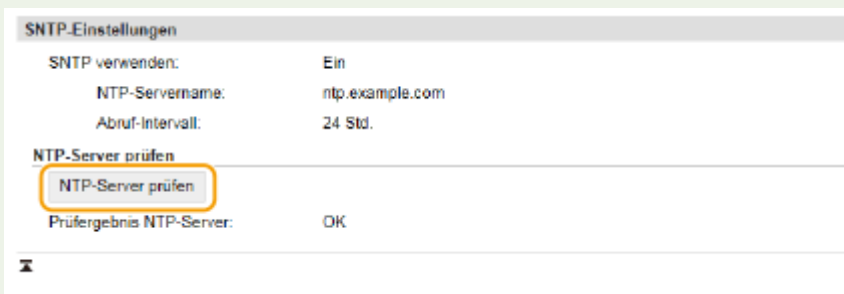 SNTP-Einstellungen
SNTP verwenden: Ein
NTP-Servername: ntp.example.com
Abruf-Intervall: 24 Std.
NTP-Server prüfen
NTP-Server prüfen
Prüfergebnis NTP-Server: OK